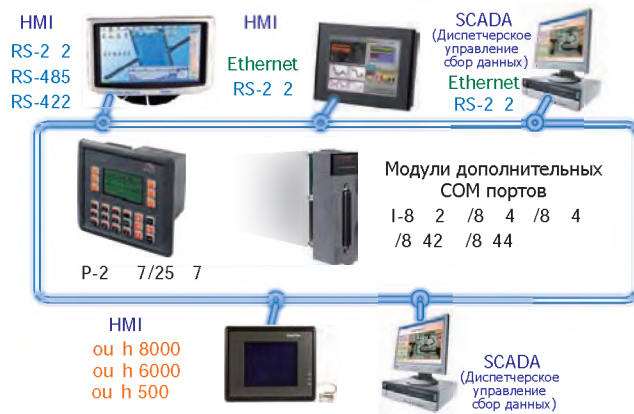 HMI
RS-2 2
RS-485
RS-422
HMI
Ethernet
RS-2 2
SCADA
(Диспетчерское
управление
сбор данных)
Ethernet
RS-2 2
Модули дополнительных
COM портов
I-8 2 /8 4 /8 4
/8 42 /8 44
P-2 7/25 7
HMI
ou h 8000
ou h 6000
ou h 500
SCADA
(Диспетчерское
управление
сбор данных)